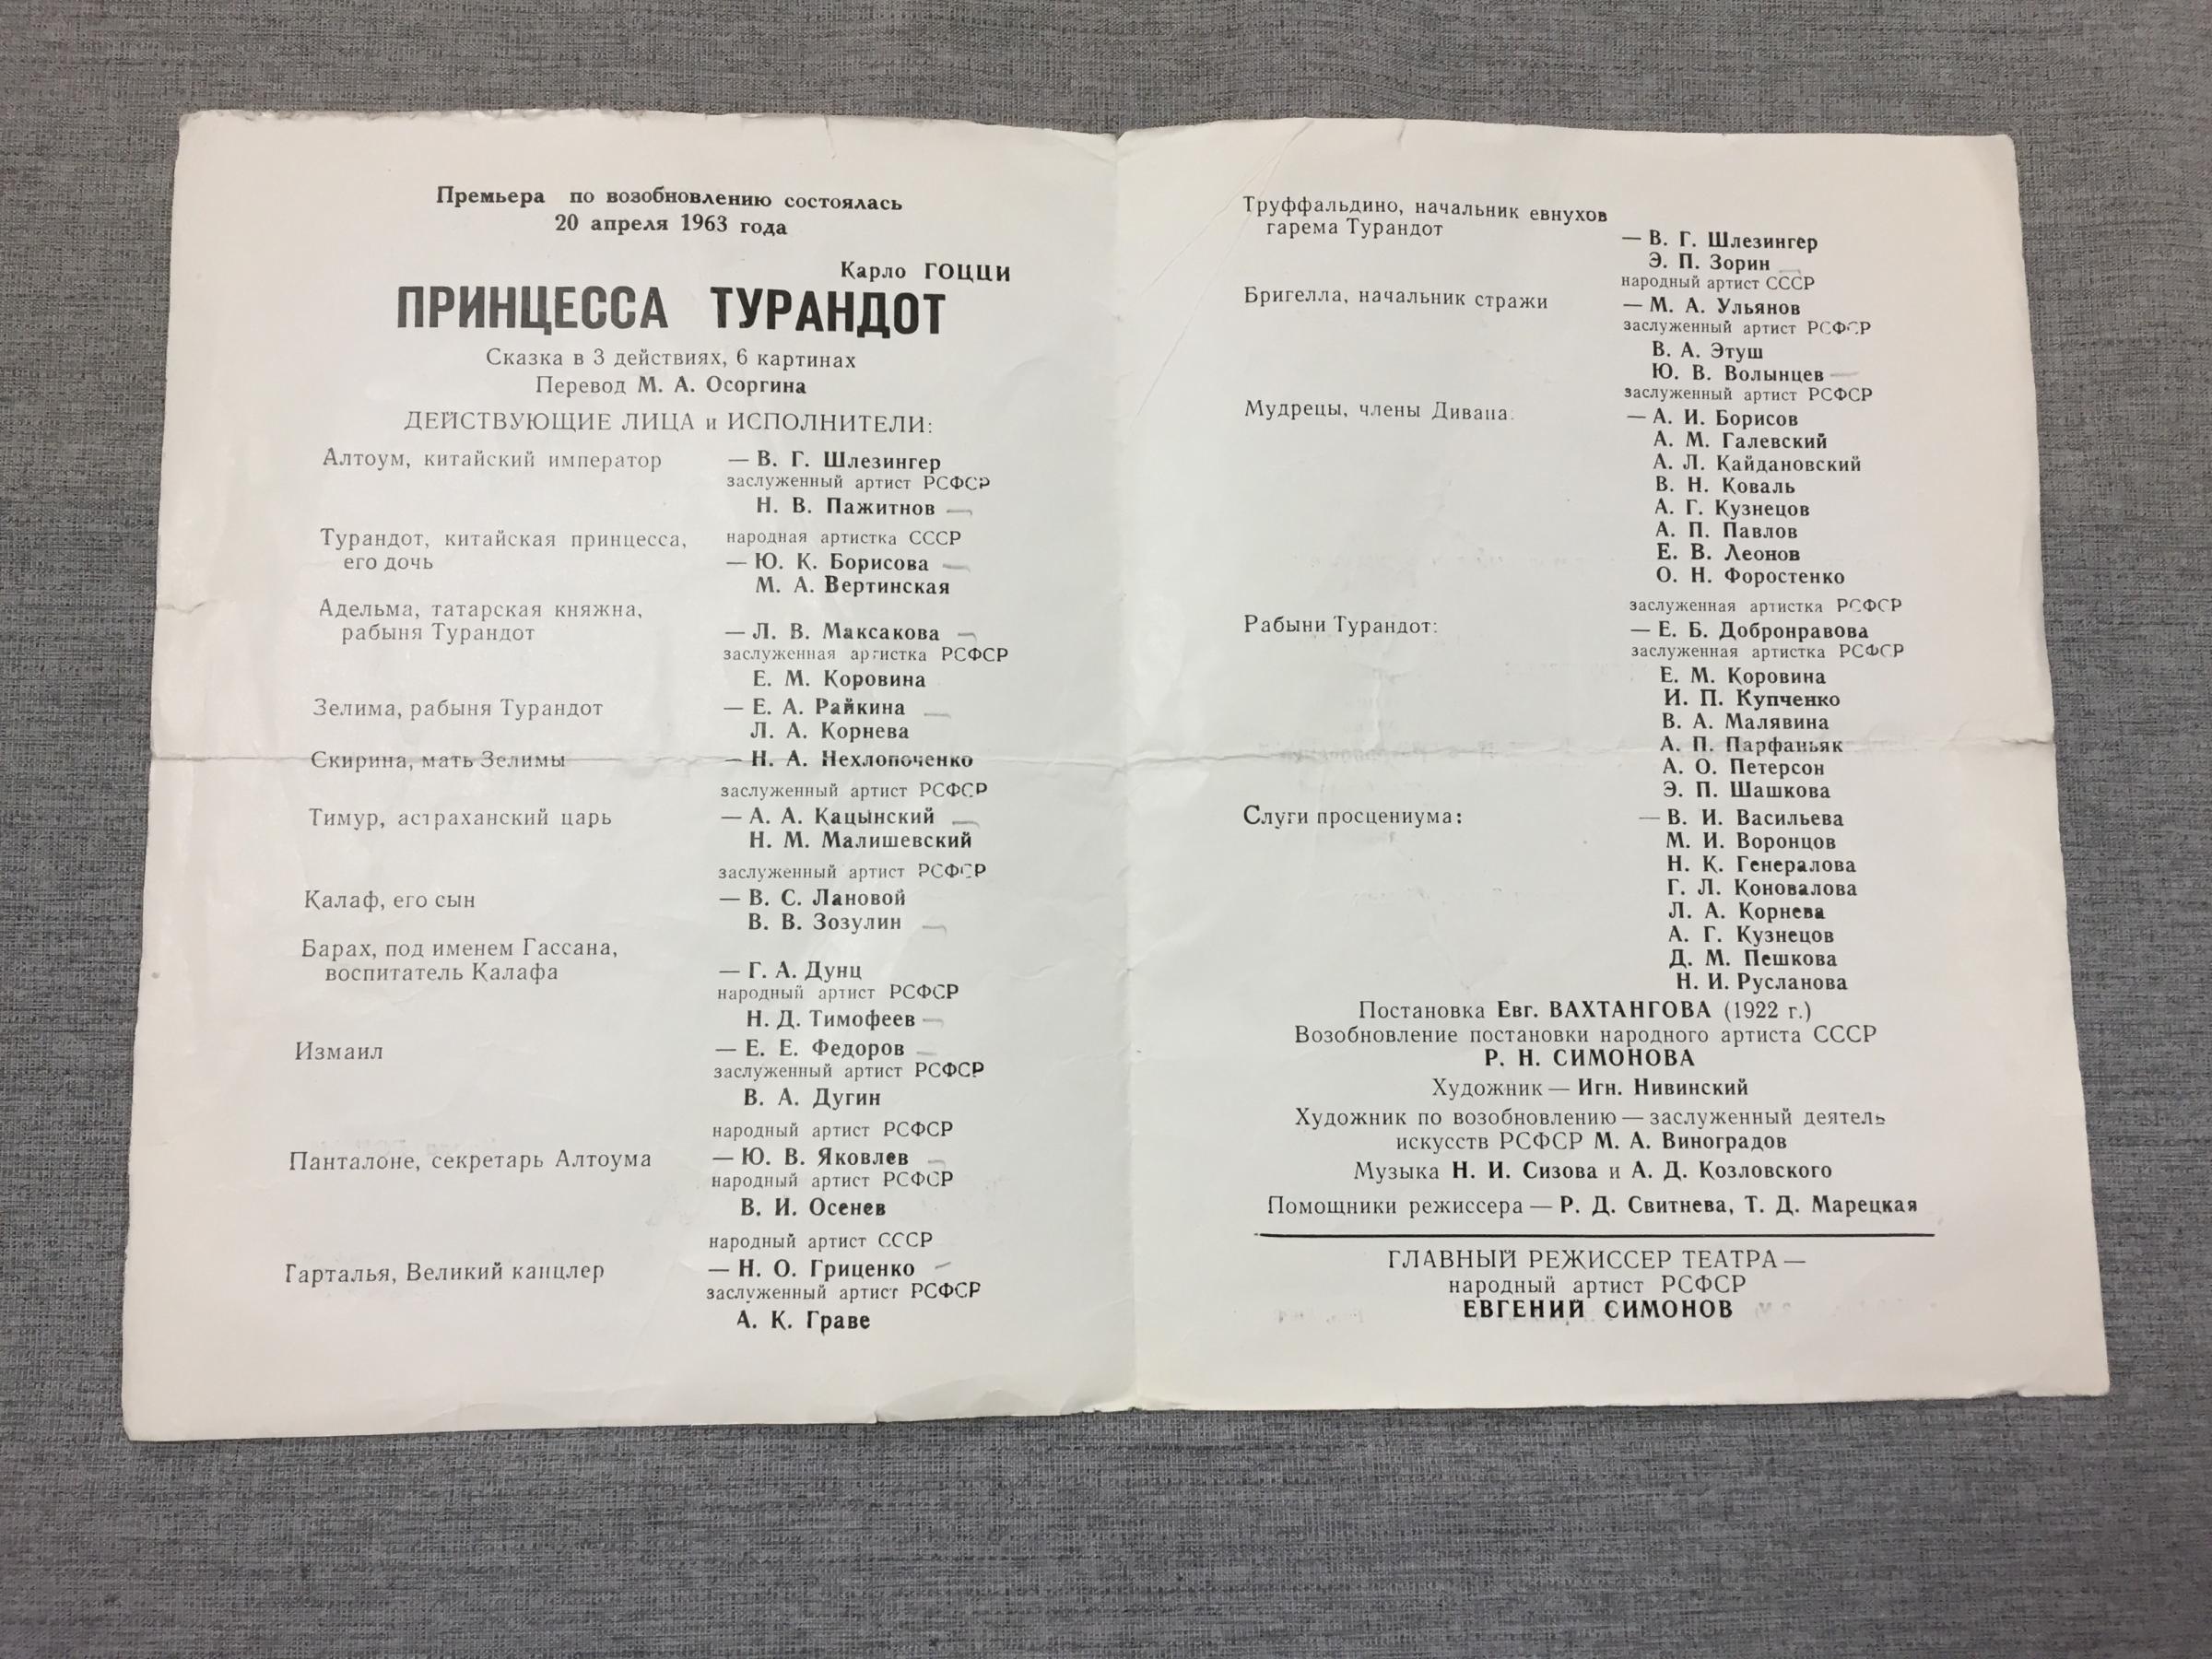 Премьера по возобновлению состоялась
20 апреля 1963 года
Карло ГОЦЦИ
ПРИНЦЕССА ТУРАНДОТ
Сказка в 3 действиях, 6 картинах
Перевод М. А. Осоргина
ДЕЙСТВУЮЩИЕ ЛИЦА и ИСПОЛНИТЕЛИ:
Алтоум, китайский император — В. Г. Шлезингер
заслуженный артист РСФСР
Н. В. Пажитнов
Турандот, китайская принцесса, народная артистка СССР
его дочь — Ю. К. Борисова
М. А. Вертинская
Адельма, татарская княжна,
рабыня Турандот — Л. В. Максакова
заслуженная артистка РСФСР
Е. М. Коровина
Зелима, рабыня Турандот — Е. А. Райкина
Л. А. Корнева
Скирина, мать Зелимы — Н. А. Нехлопоченко
заслуженный артист РСФСР
Тимур, астраханский царь — А. А. Кацынский
Н. М. Малишевский
заслуженный артист РСФСР
Калаф, его сын — В. С. Лановой
В. В. Зозулин
Барах, под именем Гассана,
воспитатель Калафа — Г. А. Дунц
народный артист РСФСР
Н. Д. Тимофеев
Измаил — Е. Е. Федоров
заслуженный артист РСФСР
В. А. Дугин
народный артист РСФСР
Панталоне, секретарь Алтоума — Ю. В. Яковлев
народный артист РСФСР
В. И. Осенев
народный артист СССР
Гарталья, Великий канцлер — Н. О. Гриценко
заслуженный артист РСФСР
А. К. Граве
Труффальдино, начальник евнухов
гарема Турандот — В. Г. Шлезингер
Э. П. Зорин
народный артист СССР
Бригелла, начальник стражи — М. А. Ульянов
заслуженный артист РСФСР
В. А. Этуш
Ю. В. Волынцев
заслуженный артист РСФСР
Мудрецы, члены Дивана: — А. И. Борисов
А. М. Галевский
А. Л. Кайдановский
В. Н. Коваль
А. Г. Кузнецов
А. П. Павлов
Е. В. Леонов
О. Н. Форостенко
заслуженная артистка РСФСР
Рабыни Турандот: — Е. Б. Добронравова
заслуженная артистка РСФСР
Е. М. Коровина
И. П. Купченко
В. А. Малявина
А. П. Парфаньяк
А. О. Петерсон
Э. П. Шашкова
Слуги просцениума: — В. И. Васильева
М. И. Воронцов
Н. К. Генералова
Г. Л. Коновалова
Л. А. Корнева
А. Г. Кузнецов
Д. М. Пешкова
Н. И. Русланова
Постановка Евг. ВАХТАНГОВА (1922 г.)
Возобновление постановки народного артиста СССР
Р. Н. СИМОНОВА
Художник — Игн. Нивинский
Художник по возобновлению — заслуженный деятель
искусств РСФСР М. А. Виноградов
Музыка Н. И. Сизова и А. Д. Козловского
Помощники режиссера — Р. Д. Свитнева, Т. Д. Марецкая
ГЛАВНЫЙ РЕЖИССЕР ТЕАТРА —
народный артист РСФСР
ЕВГЕНИЙ СИМОНОВ